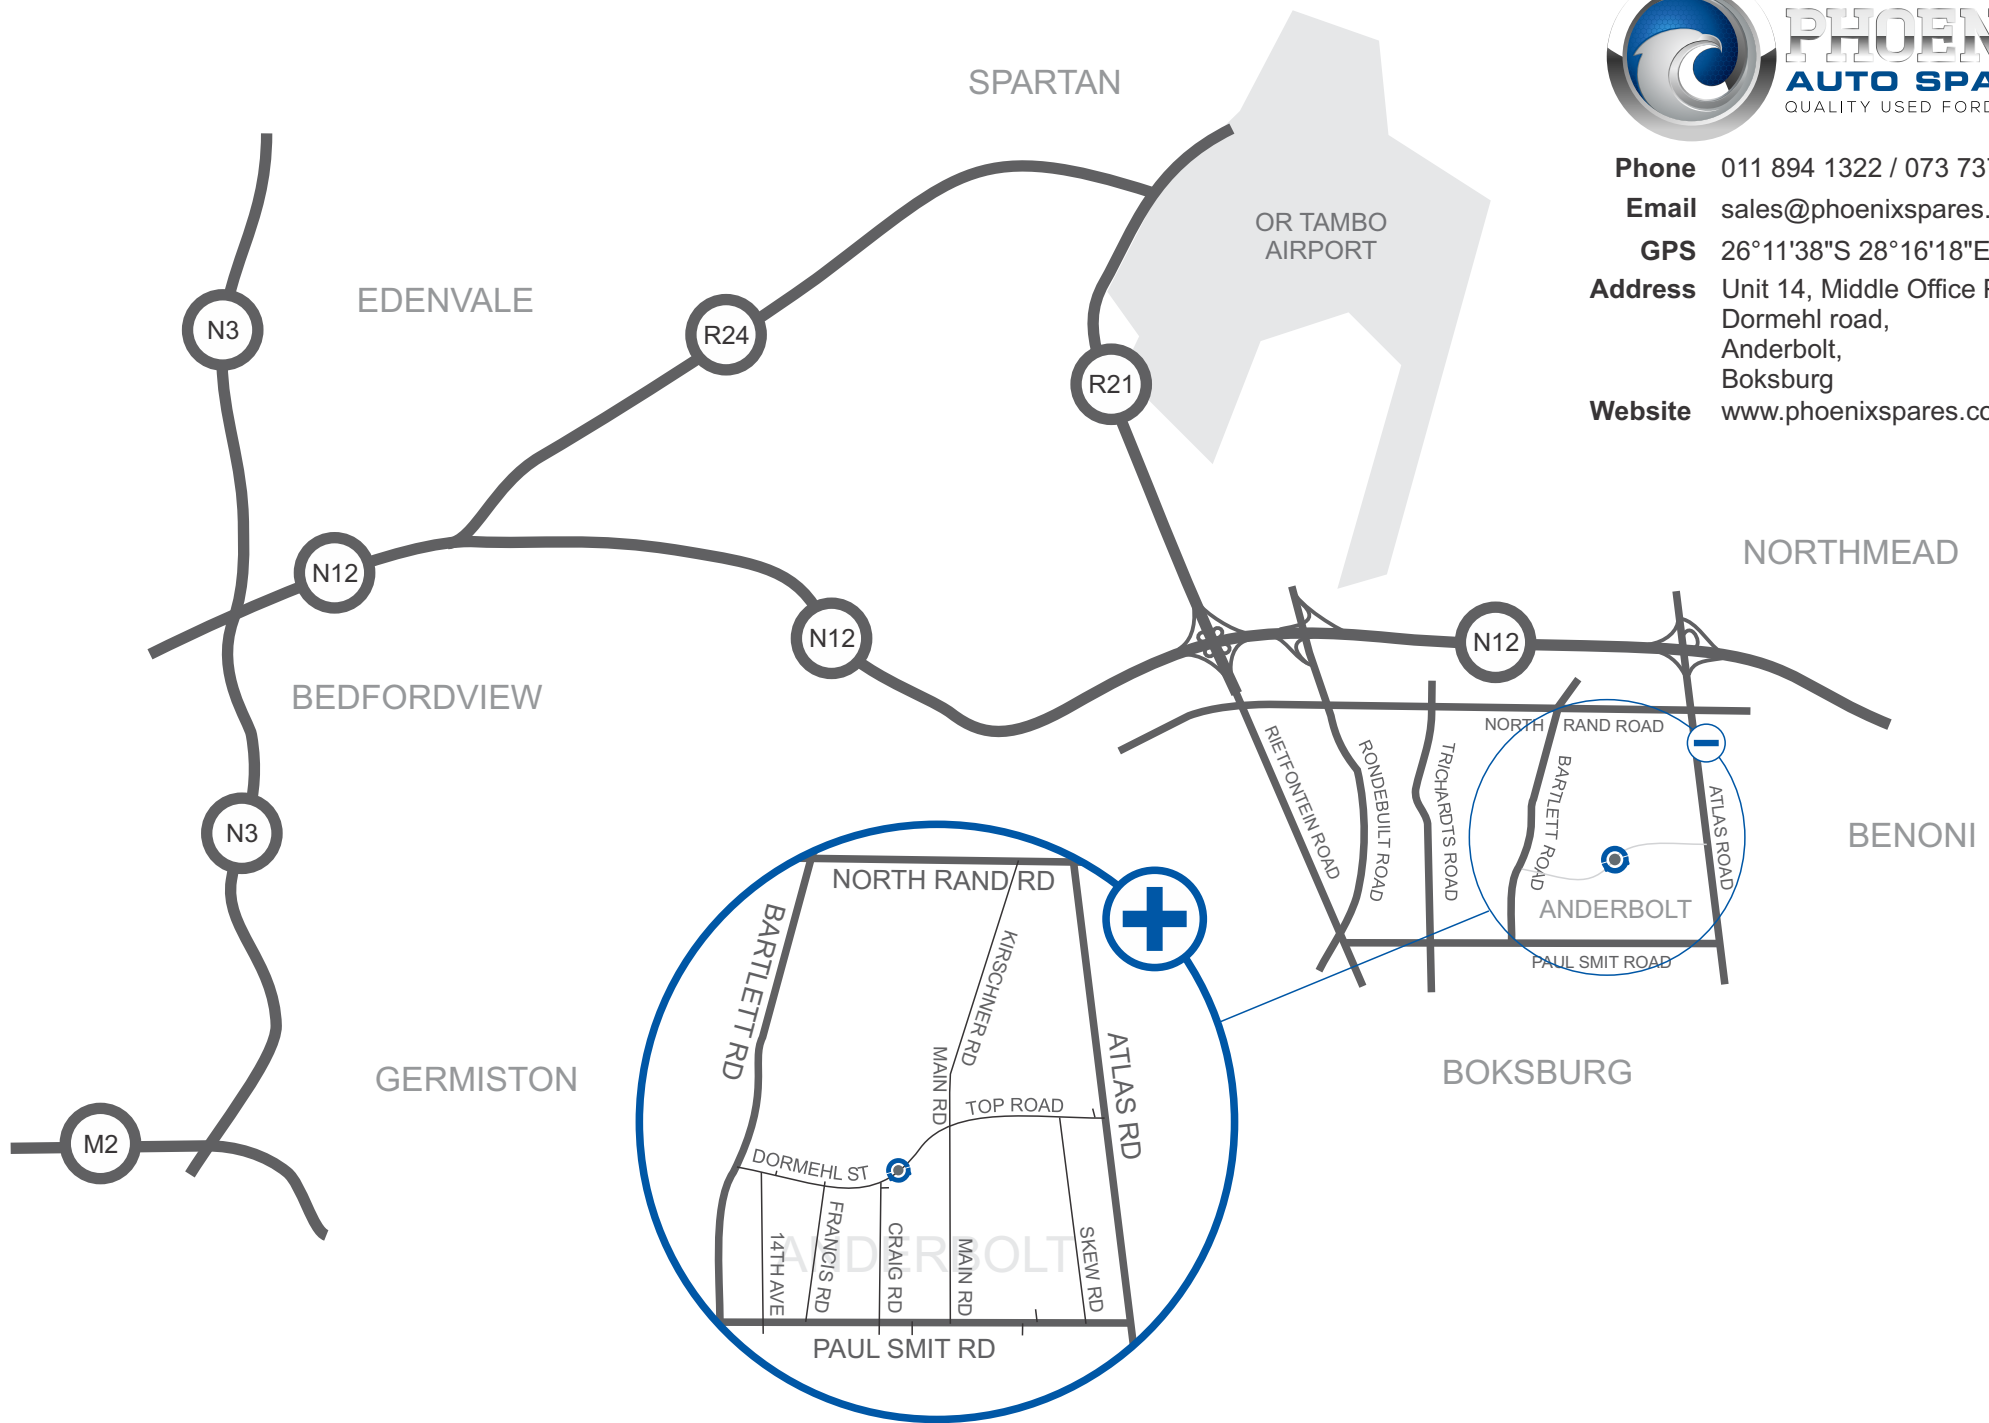 PHOEN
AUTO SPA
QUALITY USED FORD
Phone 011 894 1322 / 073 737
Email sales@phoenixspares.
GPS 26°11'38"S 28°16'18"E
Address Unit 14, Middle Office P
Dormehl road,
Anderbolt,
Boksburg
Website www.phoenixspares.co
SPARTAN
OR TAMBO
AIRPORT
EDENVALE
N3
R24
R21
NORTHMEAD
N12
N12
N12
BEDFORDVIEW
NORTH RAND ROAD
RIETFONTEIN ROAD
RONDEBUILT ROAD
TRICHARDTS ROAD
BARTLETT ROAD
ATLAS ROAD
BENONI
N3
ANDERBOLT
PAUL SMIT ROAD
BOKSBURG
GERMISTON
M2
NORTH RAND RD
BARTLETT RD
KIRSCHNER RD
MAIN RD
TOP ROAD
ATLAS RD
DORMEHL ST
14TH AVE
FRANCIS RD
CRAIG RD
MAIN RD
SKEW RD
ANDERBOLT
PAUL SMIT RD